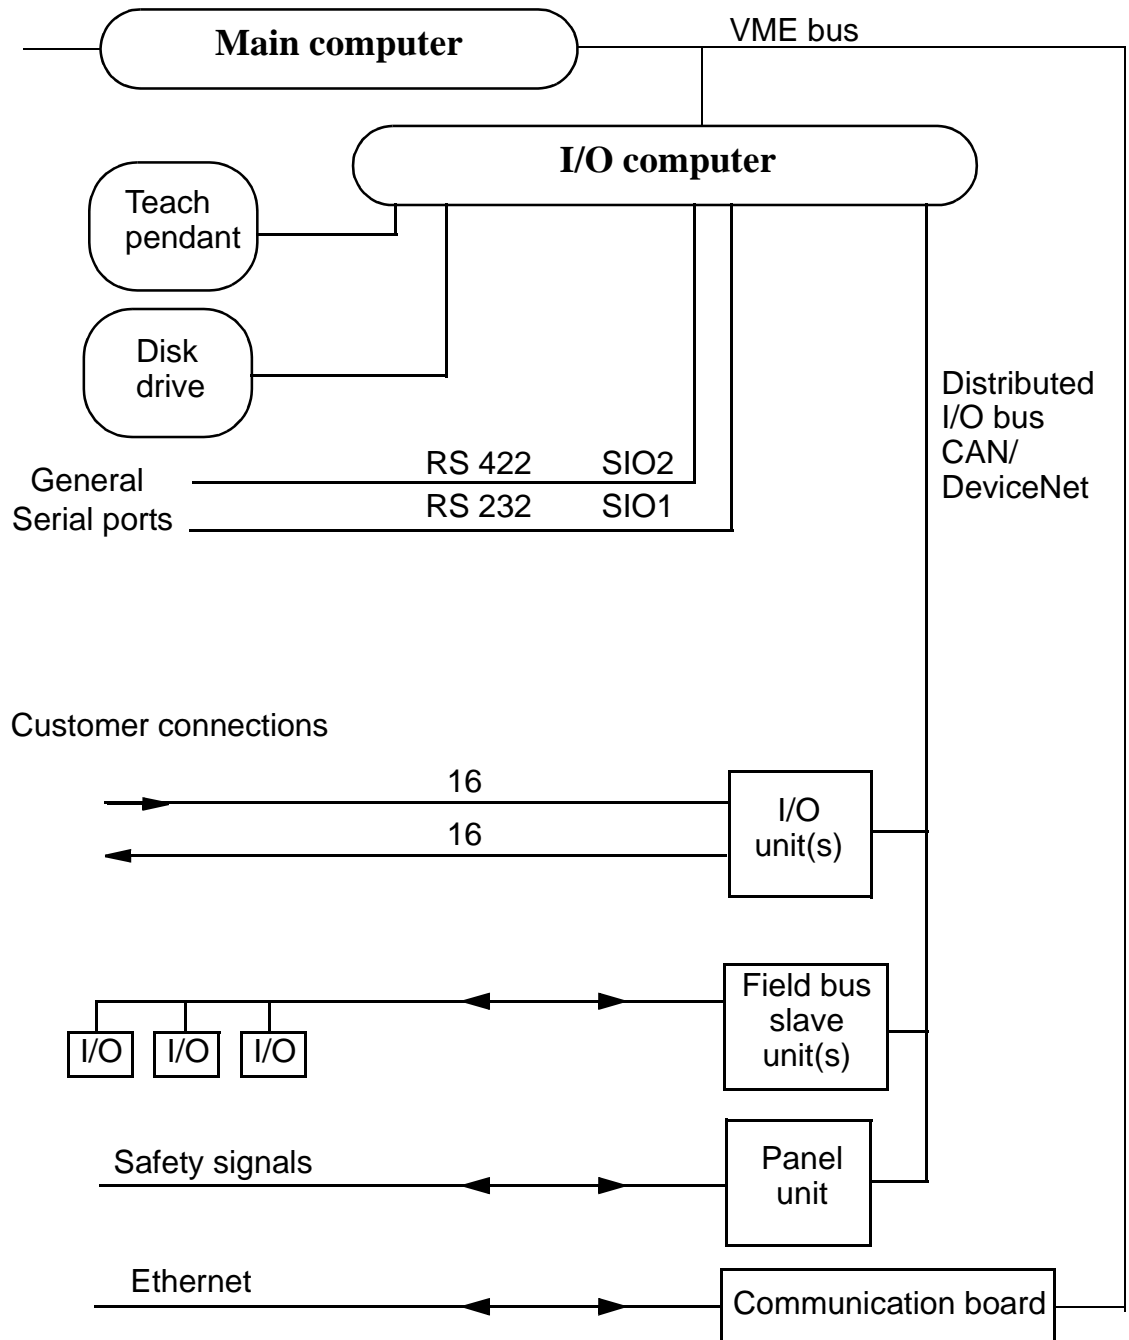 Main computer
VME bus
I/O computer
Teach
pendant
Disk
drive
Distributed
I/O bus
CAN/
DeviceNet
General
Serial ports
RS 422
SIO2
RS 232
SIO1
Customer connections
16
16
I/O
unit(s)
Field bus
slave
unit(s)
I/O
I/O
I/O
Safety signals
Panel
unit
Ethernet
Communication board